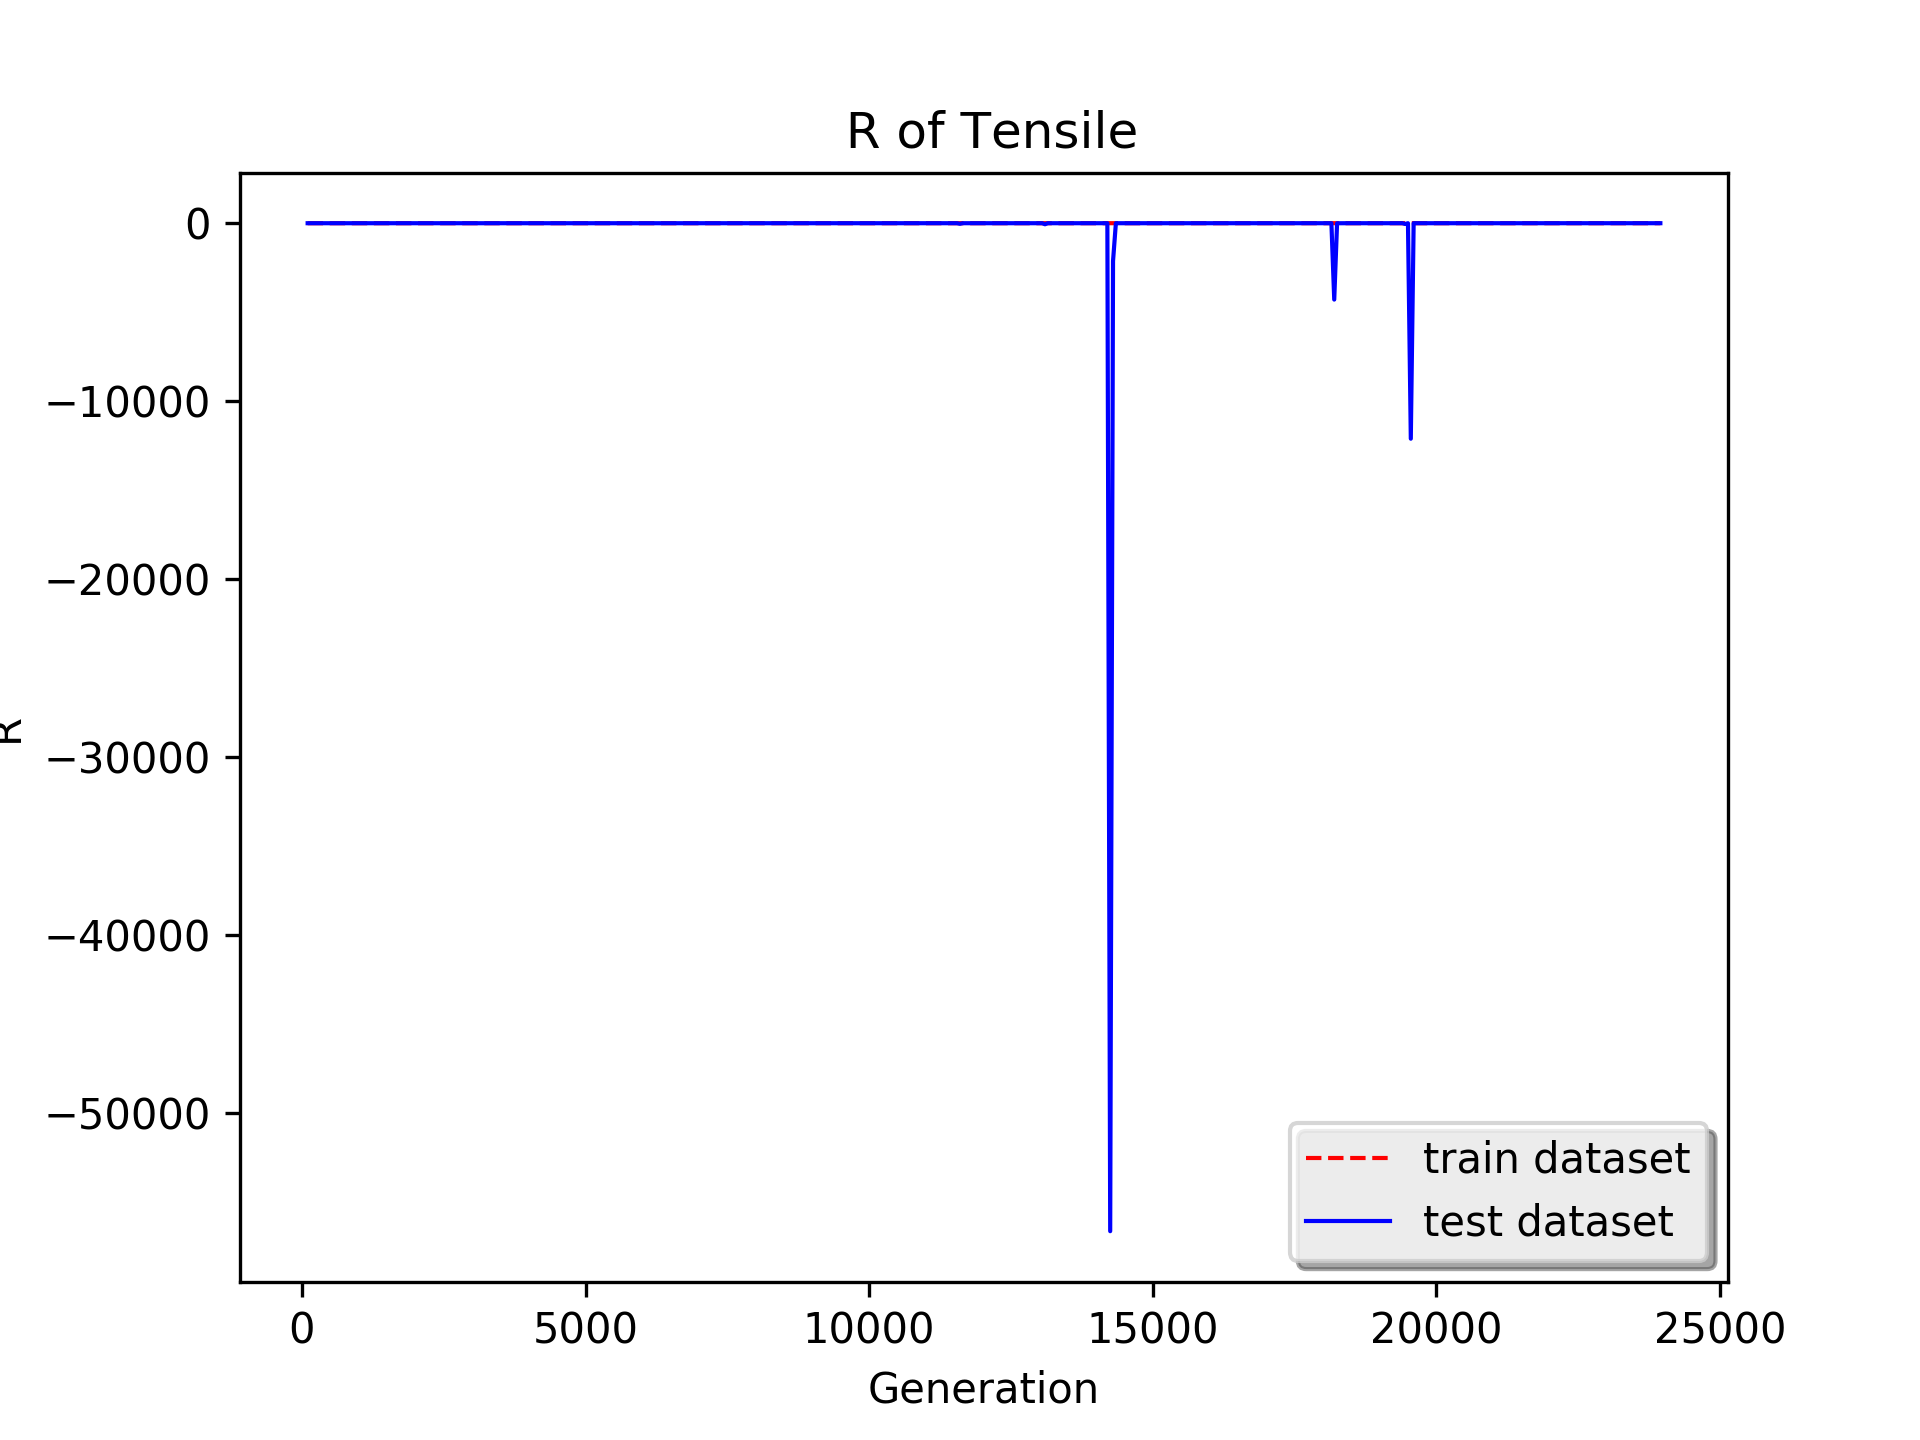 R of Tensile
0
−10000
−20000
−30000
−40000
−50000
R
train dataset
test dataset
0 5000 10000 15000 20000 25000
Generation